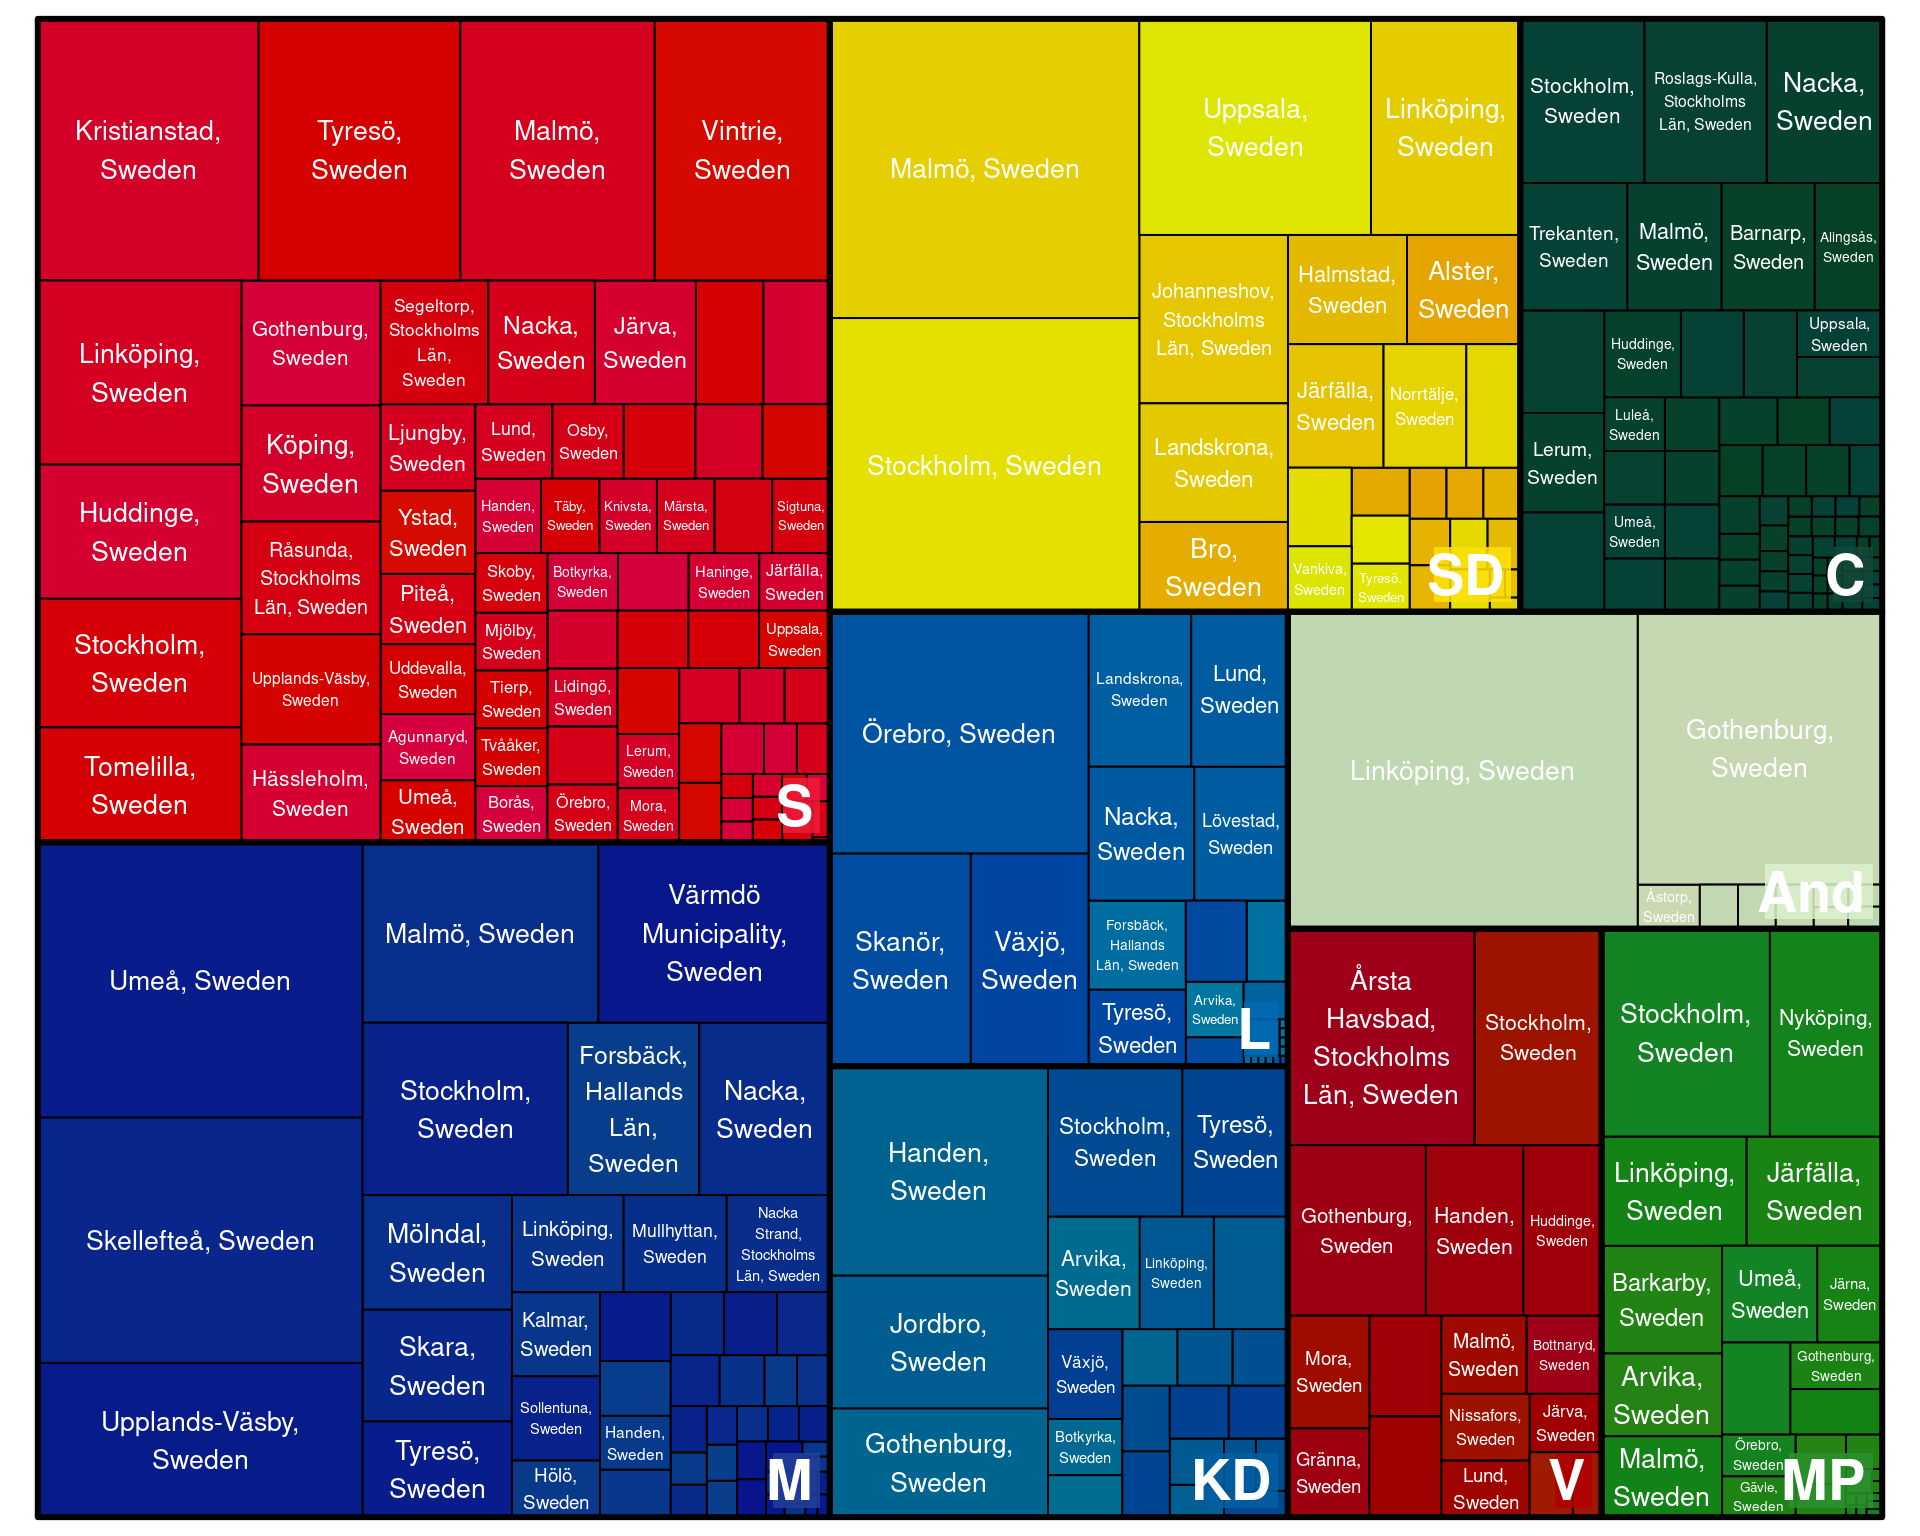 Kristianstad,
Sweden
Tyresö,
Sweden
Malmö,
Sweden
Vintrie,
Sweden
Linköping,
Sweden
Huddinge,
Sweden
Stockholm,
Sweden
Tomelilla,
Sweden
Gothenburg,
Sweden
Köping,
Sweden
Råsunda,
Stockholms
Län, Sweden
Upplands-Väsby,
Sweden
Hässleholm,
Sweden
Segeltorp,
Stockholms
Län,
Sweden
Nacka,
Sweden
Järva,
Sweden
Ljungby,
Sweden
Ystad,
Sweden
Piteå,
Sweden
Uddevalla,
Sweden
Agunnaryd,
Sweden
Umeå,
Sweden
Lund,
Sweden
Osby,
Sweden
Handen,
Sweden
Täby,
Sweden
Knivsta,
Sweden
Märsta,
Sweden
Sigtuna,
Sweden
Skoby,
Sweden
Mjölby,
Sweden
Tierp,
Sweden
Tvååker,
Sweden
Borås,
Sweden
Botkyrka,
Sweden
Haninge,
Sweden
Järfälla,
Sweden
Uppsala,
Sweden
Lidingö,
Sweden
Örebro,
Sweden
Lerum,
Sweden
Mora,
Sweden
S
Malmö, Sweden
Stockholm, Sweden
Uppsala,
Sweden
Linköping,
Sweden
Johanneshov,
Stockholms
Län, Sweden
Landskrona,
Sweden
Bro,
Sweden
Halmstad,
Sweden
Alster,
Sweden
Järfälla,
Sweden
Norrtälje,
Sweden
Vankiva,
Sweden
Tyresö,
Sweden
SD
Stockholm,
Sweden
Roslags-Kulla,
Stockholms
Län, Sweden
Nacka,
Sweden
Trekanten,
Sweden
Malmö,
Sweden
Barnarp,
Sweden
Alingsås,
Sweden
Lerum,
Sweden
Huddinge,
Sweden
Uppsala,
Sweden
Luleå,
Sweden
Umeå,
Sweden
C
Umeå, Sweden
Skellefteå, Sweden
Upplands-Väsby,
Sweden
Malmö, Sweden
Värmdö
Municipality,
Sweden
Stockholm,
Sweden
Forsbäck,
Hallands
Län,
Sweden
Nacka,
Sweden
Mölndal,
Sweden
Skara,
Sweden
Tyresö,
Sweden
Linköping,
Sweden
Mullhyttan,
Sweden
Nacka
Strand,
Stockholms
Län, Sweden
Kalmar,
Sweden
Sollentuna,
Sweden
Hölö,
Sweden
Handen,
Sweden
M
Örebro, Sweden
Skanör,
Sweden
Växjö,
Sweden
Landskrona,
Sweden
Lund,
Sweden
Nacka,
Sweden
Lövestad,
Sweden
Forsbäck,
Hallands
Län, Sweden
Tyresö,
Sweden
Arvika,
Sweden
L
Handen,
Sweden
Jordbro,
Sweden
Gothenburg,
Sweden
Stockholm,
Sweden
Tyresö,
Sweden
Arvika,
Sweden
Linköping,
Sweden
Växjö,
Sweden
Botkyrka,
Sweden
KD
Linköping, Sweden
Gothenburg,
Sweden
Åstorp,
Sweden
And
Årsta
Havsbad,
Stockholms
Län, Sweden
Stockholm,
Sweden
Gothenburg,
Sweden
Handen,
Sweden
Huddinge,
Sweden
Mora,
Sweden
Gränna,
Sweden
Malmö,
Sweden
Bottnaryd,
Sweden
Nissafors,
Sweden
Järva,
Sweden
Lund,
Sweden
V
Stockholm,
Sweden
Nyköping,
Sweden
Linköping,
Sweden
Järfälla,
Sweden
Barkarby,
Sweden
Arvika,
Sweden
Malmö,
Sweden
Umeå,
Sweden
Järna,
Sweden
Gothenburg,
Sweden
Örebro,
Sweden
Gävle,
Sweden
MP